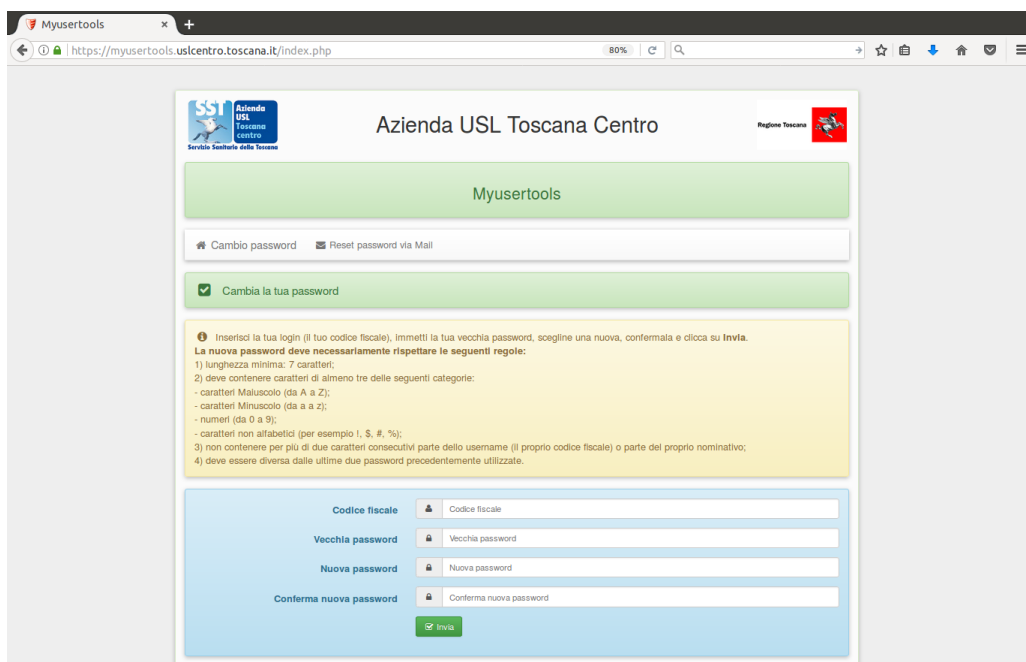 Myusertools
https://myusertools.uslcentro.toscana.it/index.php
80%
SST Azienda USL Toscana centro
Servizio Sanitario della Toscana
Azienda USL Toscana Centro
Regione Toscana
Myusertools
Cambio password Reset password via Mail
Cambia la tua password
Inserisci la tua login (il tuo codice fiscale), immetti la tua vecchia password, scegline una nuova, confermala e clicca su Invia.
La nuova password deve necessariamente rispettare le seguenti regole:
1) lunghezza minima: 7 caratteri;
2) deve contenere caratteri di almeno tre delle seguenti categorie:
- caratteri Maiuscolo (da A a Z);
- caratteri Minuscolo (da a a z);
- numeri (da 0 a 9);
- caratteri non alfabetici (per esempio !, $, #, %);
3) non contenere per più di due caratteri consecutivi parte dello username (il proprio codice fiscale) o parte del proprio nominativo;
4) deve essere diversa dalle ultime due password precedentemente utilizzate.
Codice fiscale Codice fiscale
Vecchia password Vecchia password
Nuova password Nuova password
Conferma nuova password Conferma nuova password
Invia